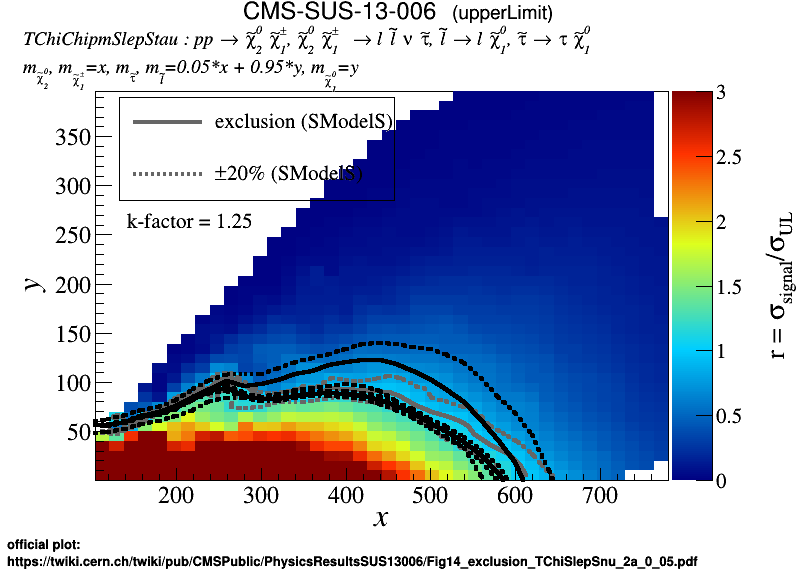 CMS-SUS-13-006 (upperLimit)
TChiChipmSlepStau : pp → χ̃₂⁰ χ̃₁±, χ̃₂⁰ χ̃₁± → l l̃ ν τ̃, l̃ → l χ̃₁⁰, τ̃ → τ χ̃₁⁰
m_χ̃₂⁰, m_χ̃₁±=x, m_τ̃, m_l̃=0.05*x + 0.95*y, m_χ̃₁⁰=y
exclusion (SModelS)
±20% (SModelS)
k-factor = 1.25
350
300
250
200
150
100
50
y
200 300 400 500 600 700
x
3
2.5
2
1.5
1
0.5
0
r = σ_signal/σ_UL
official plot:
https://twiki.cern.ch/twiki/pub/CMSPublic/PhysicsResultsSUS13006/Fig14_exclusion_TChiSlepSnu_2a_0_05.pdf